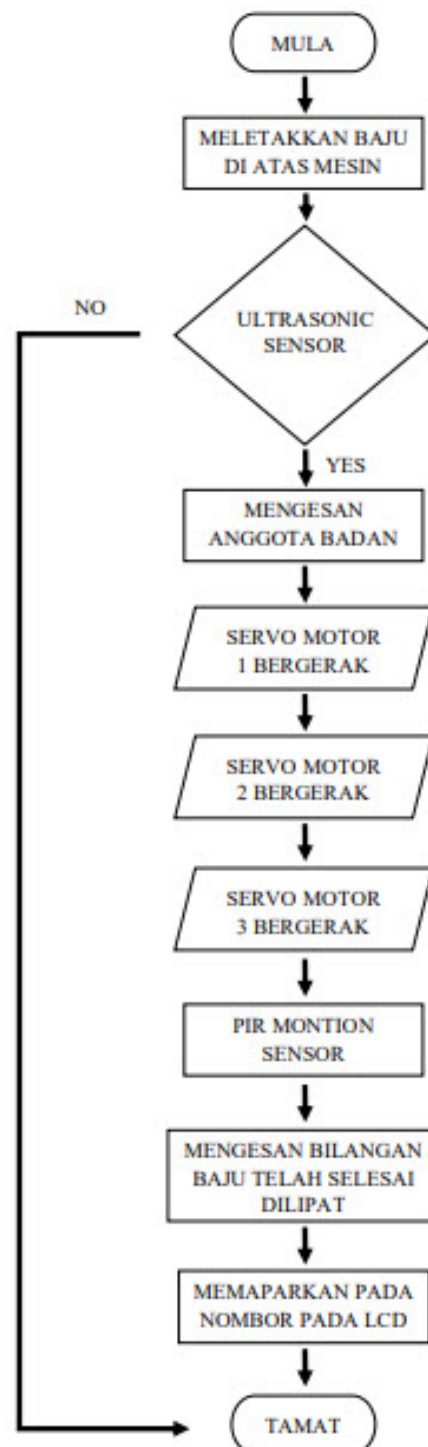 MULA
MELETAKKAN BAJU
DI ATAS MESIN
NO
ULTRASONIC
SENSOR
YES
MENGESAN
ANGGOTA BADAN
SERVO MOTOR
1 BERGERAK
SERVO MOTOR
2 BERGERAK
SERVO MOTOR
3 BERGERAK
PIR MONTION
SENSOR
MENGESAN BILANGAN
BAJU TELAH SELESAI
DILIPAT
MEMAPARKAN PADA
NOMBOR PADA LCD
TAMAT